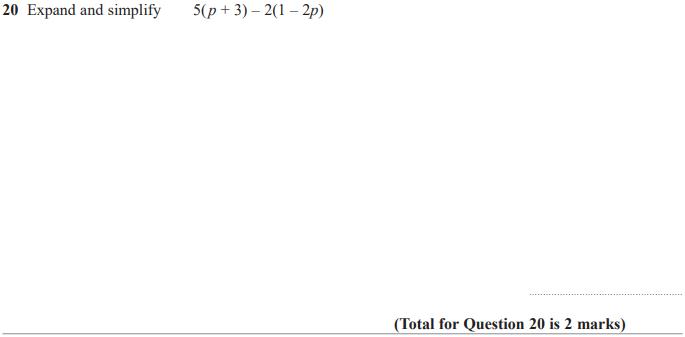 20 Expand and simplify 5(p + 3) – 2(1 – 2p)
(Total for Question 20 is 2 marks)